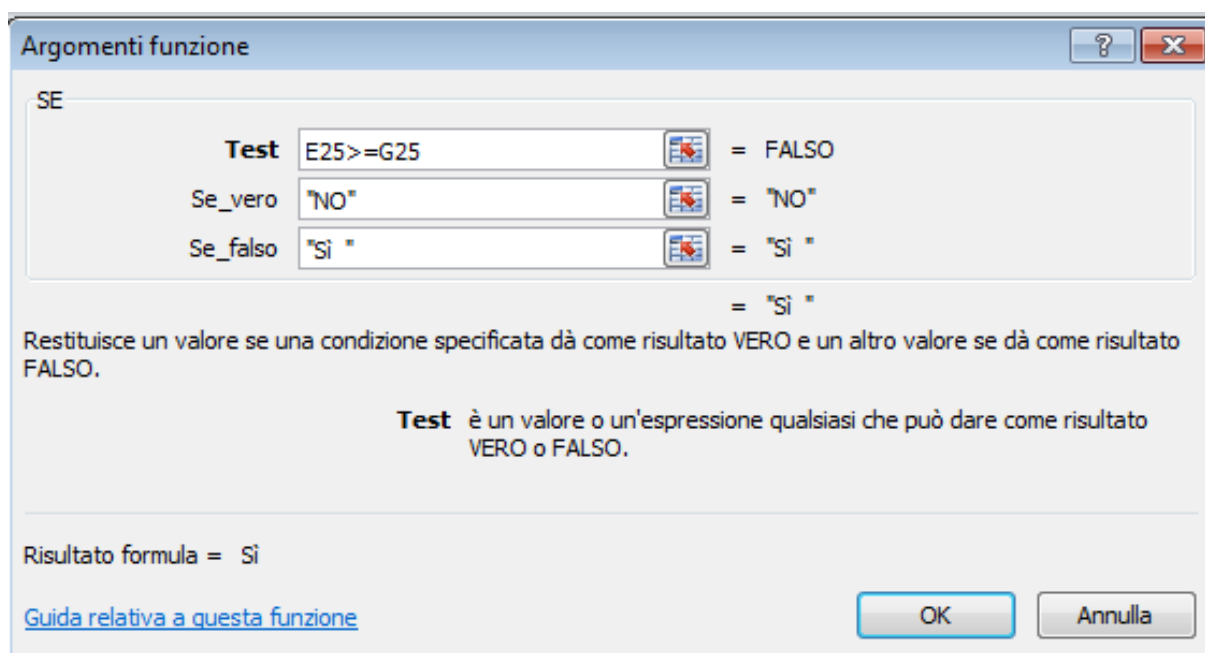 Argomenti funzione
SE
Test E25>=G25 = FALSO
Se_vero "NO" = "NO"
Se_falso "Sì " = "Sì "
= "Sì "
Restituisce un valore se una condizione specificata dà come risultato VERO e un altro valore se dà come risultato
FALSO.
Test è un valore o un'espressione qualsiasi che può dare come risultato
VERO o FALSO.
Risultato formula = Sì
Guida relativa a questa funzione
OK Annulla